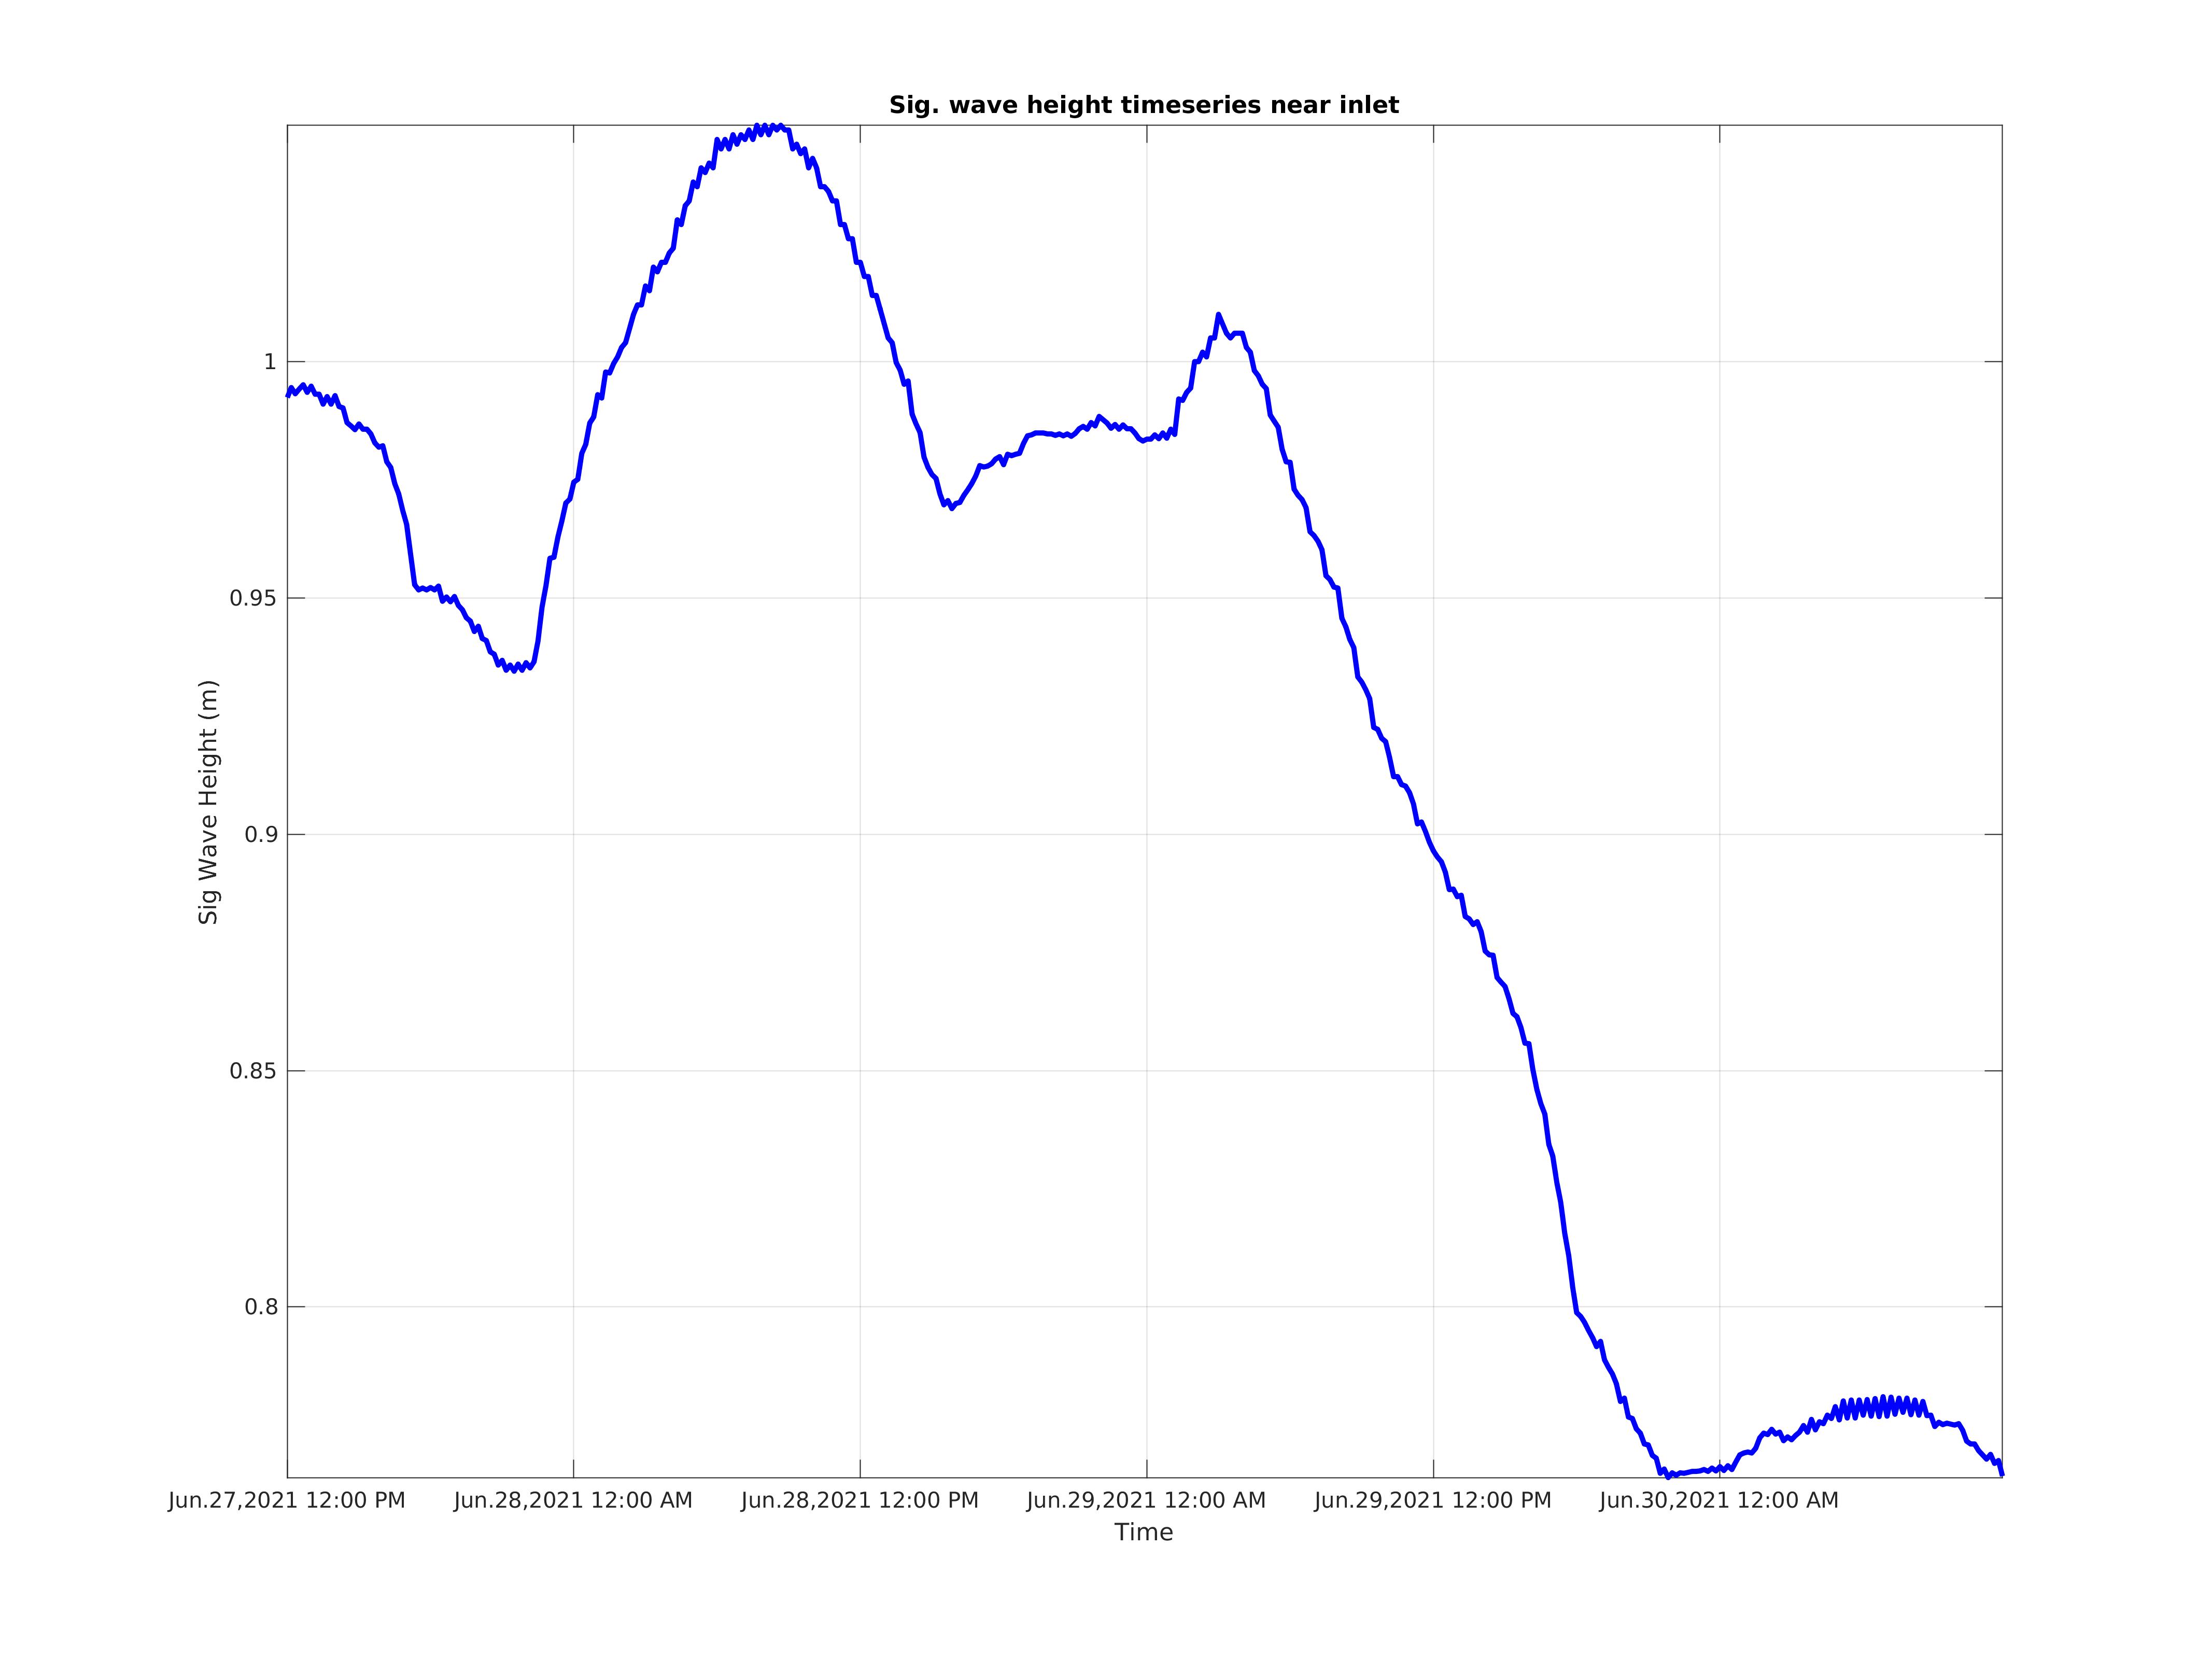 Sig. wave height timeseries near inlet
1
0.95
0.9
0.85
0.8
Sig Wave Height (m)
Jun.27,2021 12:00 PM
Jun.28,2021 12:00 AM
Jun.28,2021 12:00 PM
Jun.29,2021 12:00 AM
Jun.29,2021 12:00 PM
Jun.30,2021 12:00 AM
Time